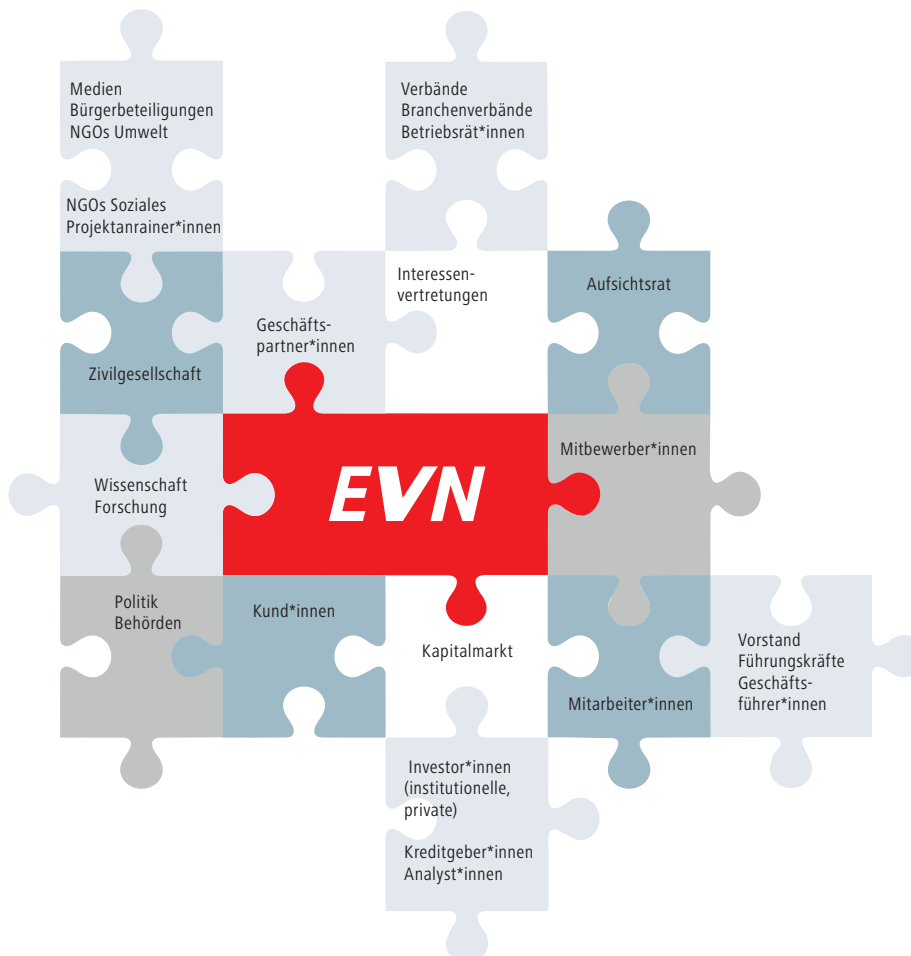 Medien
Bürgerbeteiligungen
NGOs Umwelt
NGOs Soziales
Projektanrainer*innen
Verbände
Branchenverbände
Betriebsrät*innen
Interessen-
vertretungen
Aufsichtsrat
Geschäfts-
partner*innen
Zivilgesellschaft
Mitbewerber*innen
EVN
Wissenschaft
Forschung
Politik
Behörden
Kund*innen
Kapitalmarkt
Mitarbeiter*innen
Vorstand
Führungskräfte
Geschäfts-
führer*innen
Investor*innen
(institutionelle,
private)
Kreditgeber*innen
Analyst*innen